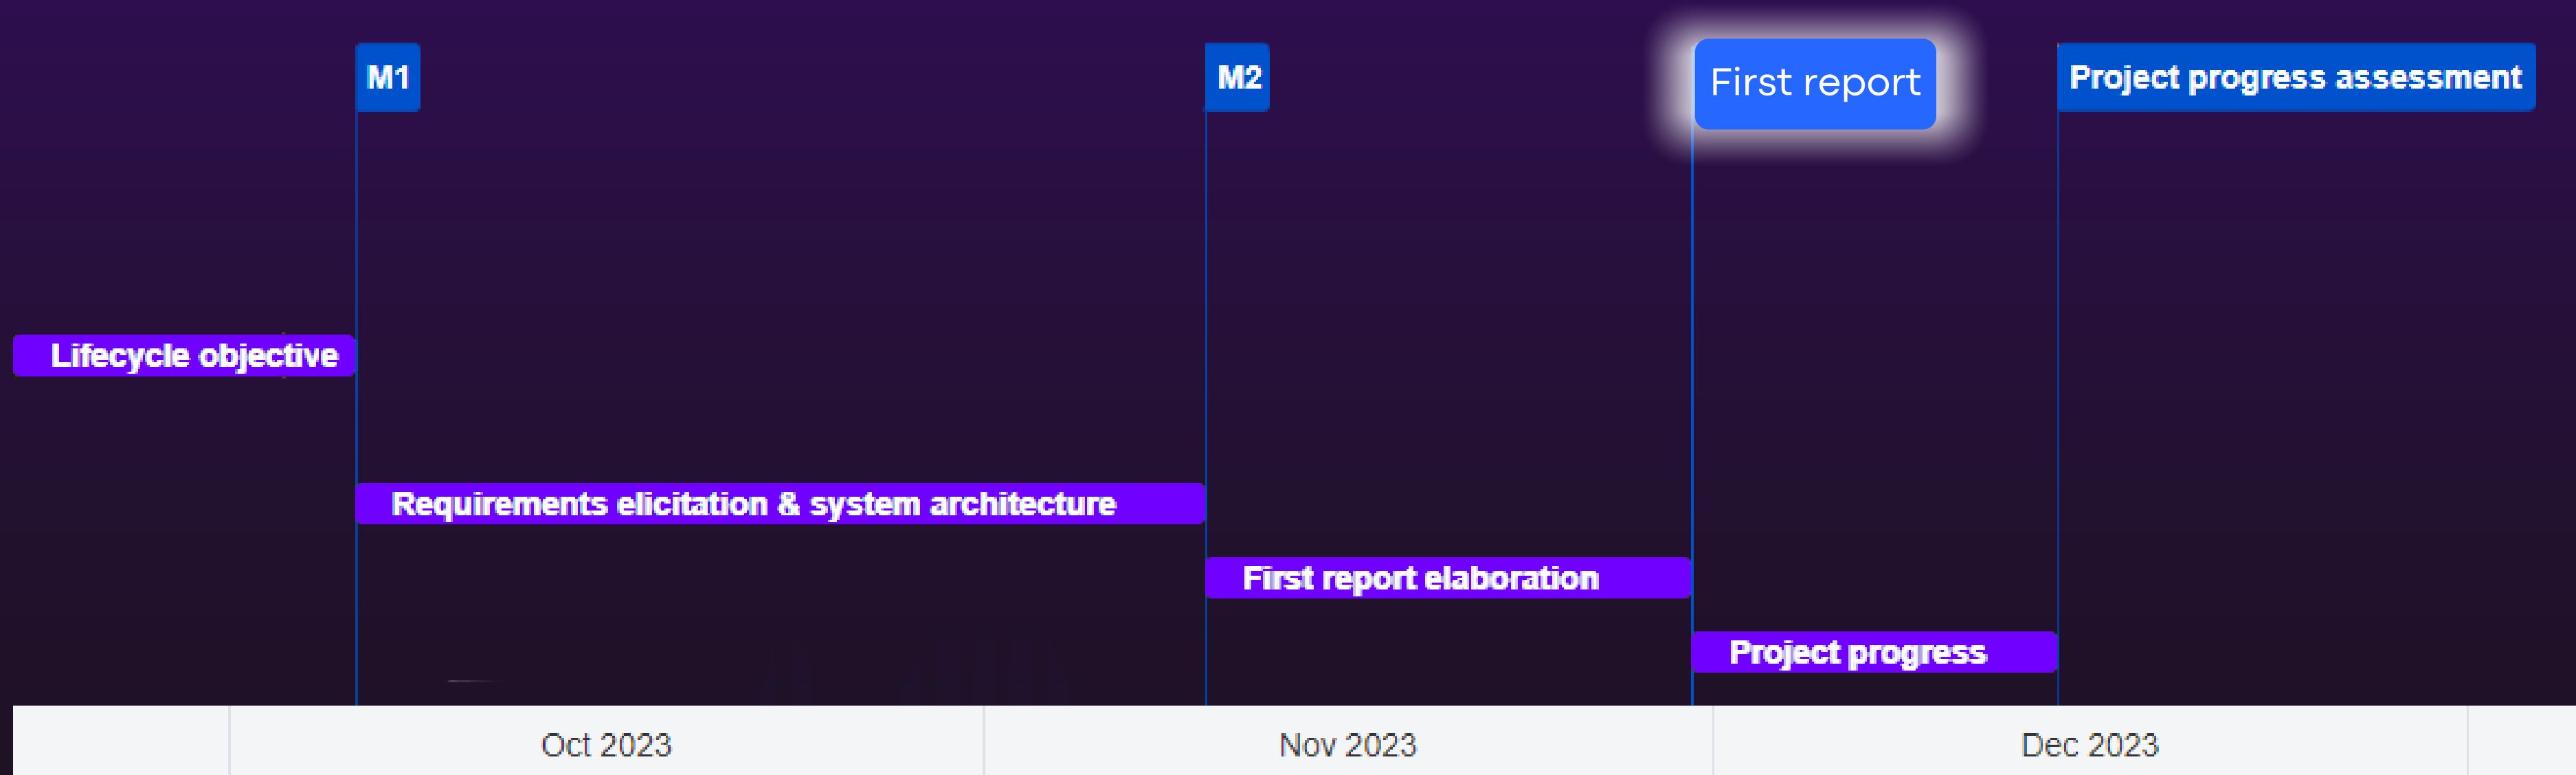 M1
M2
First report
Project progress assessment
Lifecycle objective
Requirements elicitation & system architecture
First report elaboration
Project progress
Oct 2023
Nov 2023
Dec 2023